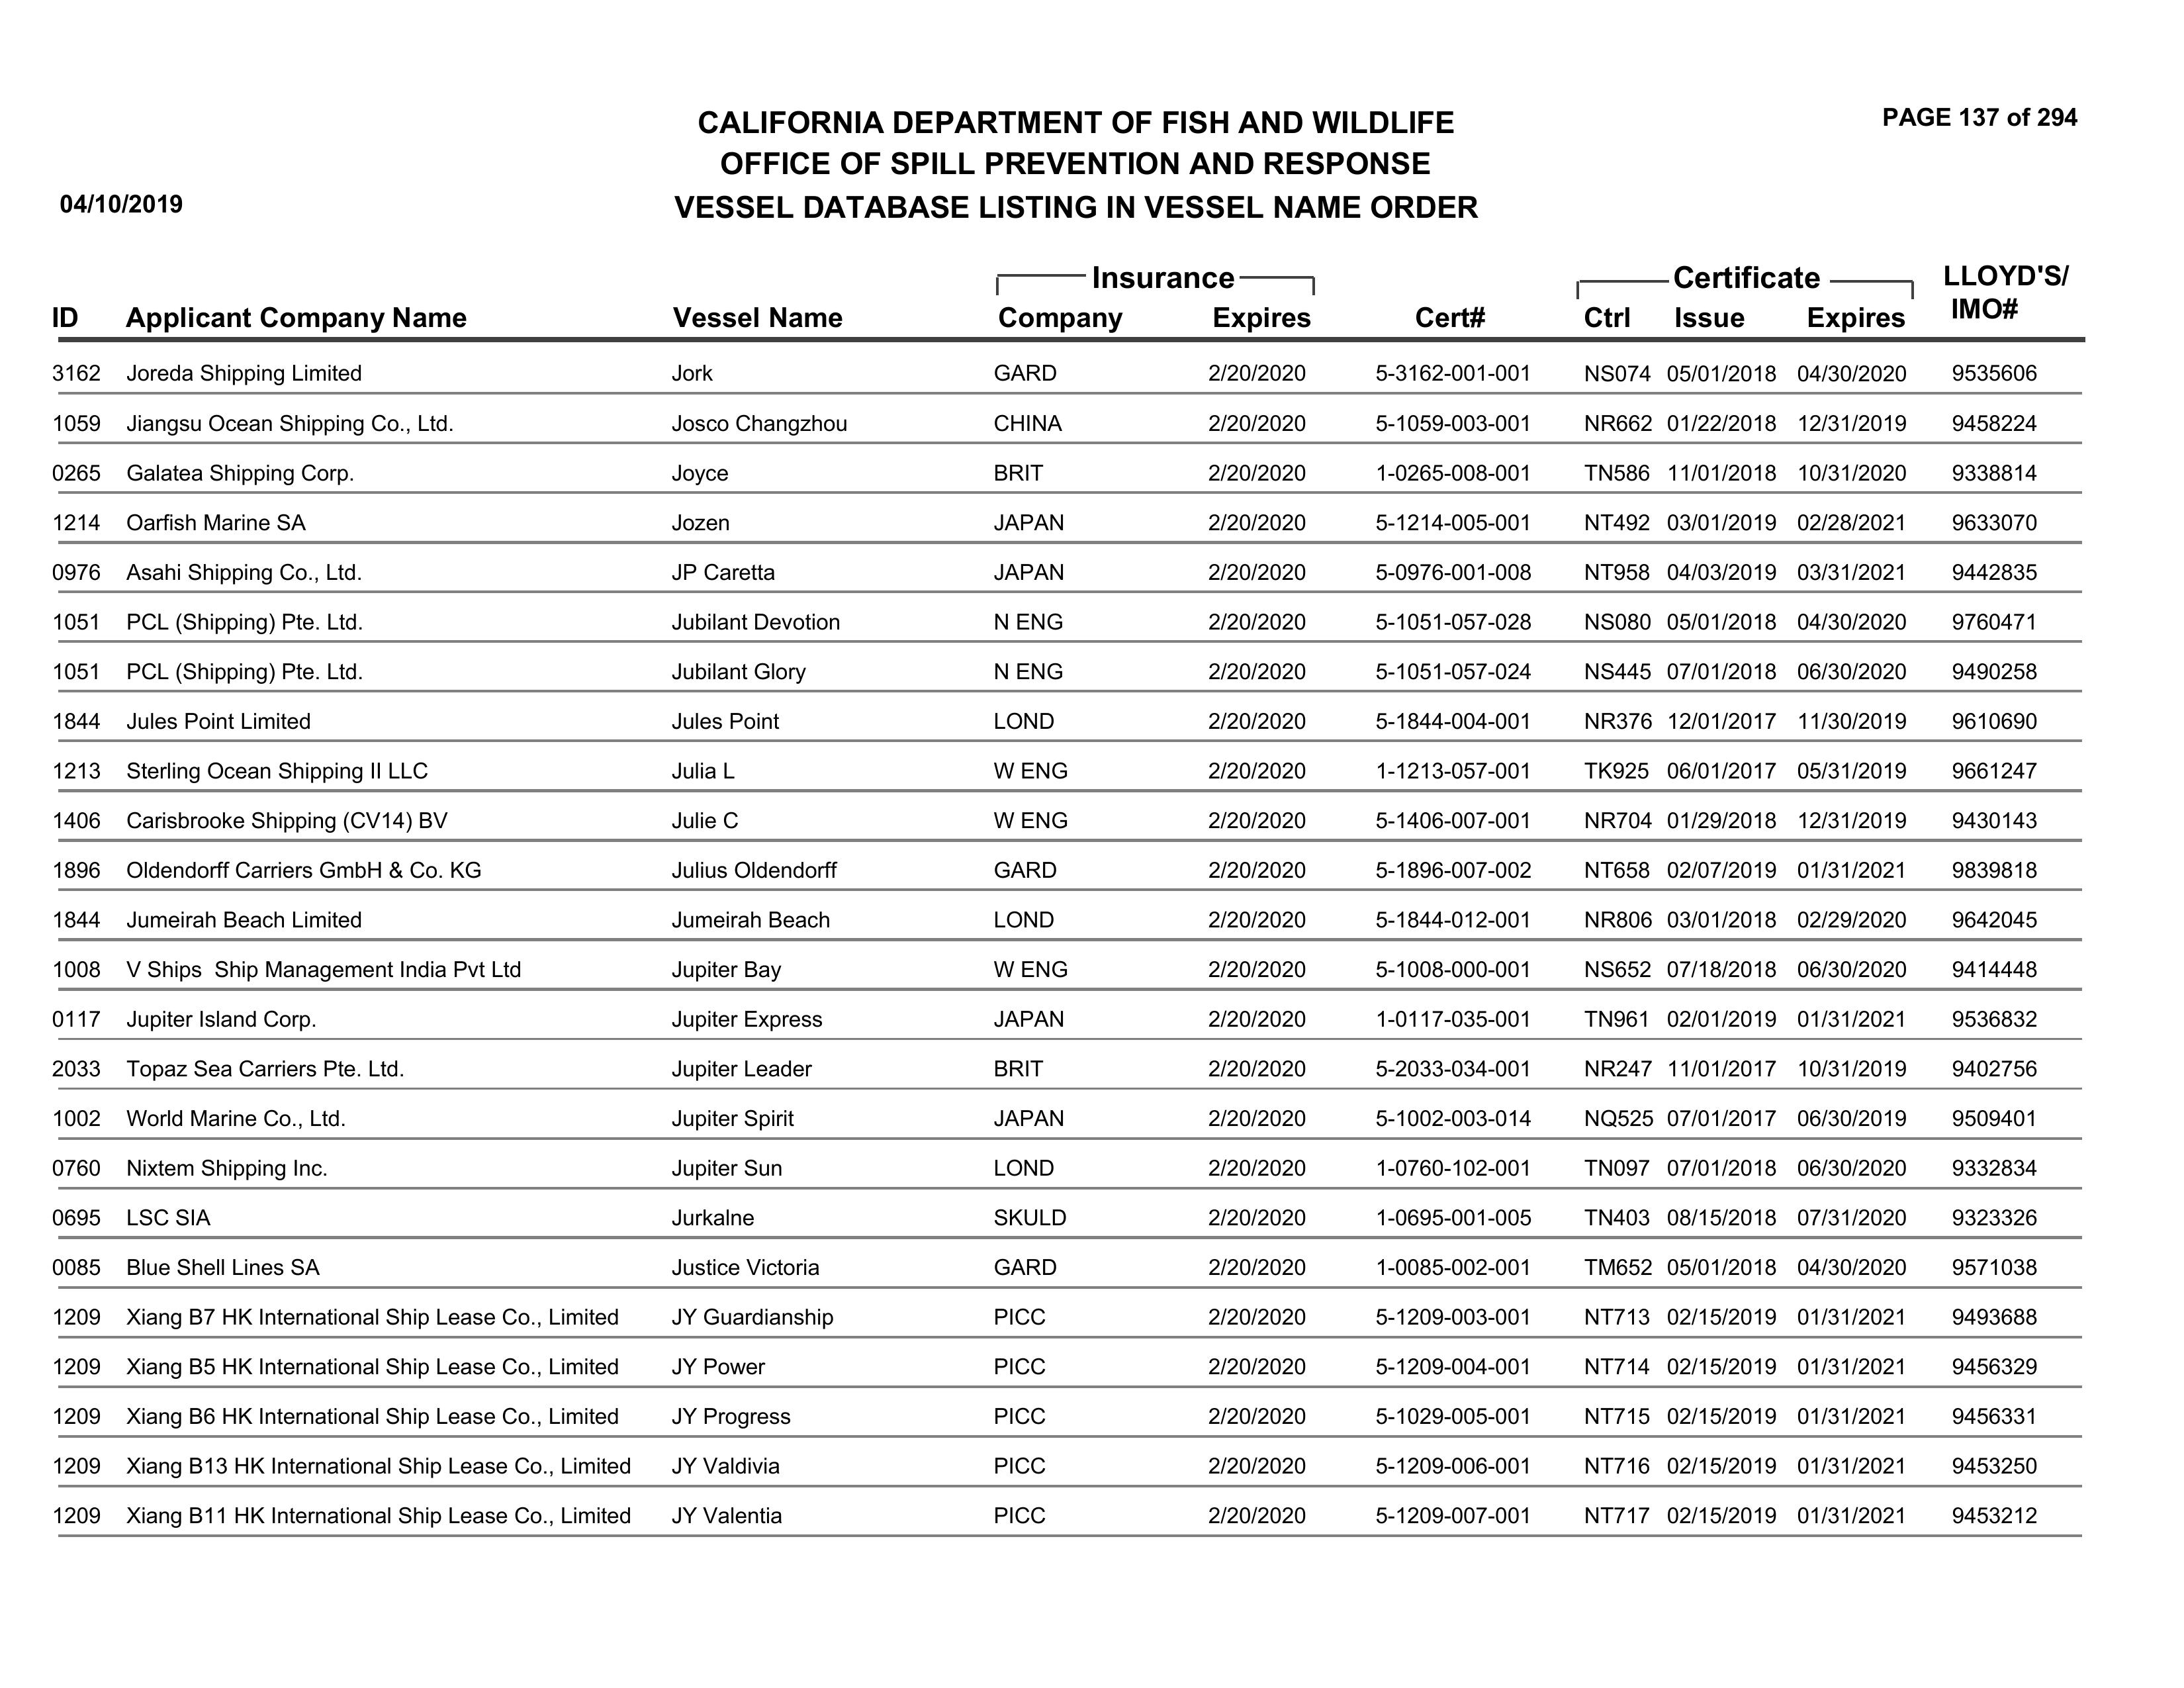 PAGE 137 of 294
CALIFORNIA DEPARTMENT OF FISH AND WILDLIFE
OFFICE OF SPILL PREVENTION AND RESPONSE
04/10/2019 VESSEL DATABASE LISTING IN VESSEL NAME ORDER
Insurance Certificate LLOYD'S/
ID Applicant Company Name Vessel Name Company Expires Cert# Ctrl Issue Expires IMO#
3162 Joreda Shipping Limited Jork GARD 2/20/2020 5-3162-001-001 NS074 05/01/2018 04/30/2020 9535606
1059 Jiangsu Ocean Shipping Co., Ltd. Josco Changzhou CHINA 2/20/2020 5-1059-003-001 NR662 01/22/2018 12/31/2019 9458224
0265 Galatea Shipping Corp. Joyce BRIT 2/20/2020 1-0265-008-001 TN586 11/01/2018 10/31/2020 9338814
1214 Oarfish Marine SA Jozen JAPAN 2/20/2020 5-1214-005-001 NT492 03/01/2019 02/28/2021 9633070
0976 Asahi Shipping Co., Ltd. JP Caretta JAPAN 2/20/2020 5-0976-001-008 NT958 04/03/2019 03/31/2021 9442835
1051 PCL (Shipping) Pte. Ltd. Jubilant Devotion N ENG 2/20/2020 5-1051-057-028 NS080 05/01/2018 04/30/2020 9760471
1051 PCL (Shipping) Pte. Ltd. Jubilant Glory N ENG 2/20/2020 5-1051-057-024 NS445 07/01/2018 06/30/2020 9490258
1844 Jules Point Limited Jules Point LOND 2/20/2020 5-1844-004-001 NR376 12/01/2017 11/30/2019 9610690
1213 Sterling Ocean Shipping II LLC Julia L W ENG 2/20/2020 1-1213-057-001 TK925 06/01/2017 05/31/2019 9661247
1406 Carisbrooke Shipping (CV14) BV Julie C W ENG 2/20/2020 5-1406-007-001 NR704 01/29/2018 12/31/2019 9430143
1896 Oldendorff Carriers GmbH & Co. KG Julius Oldendorff GARD 2/20/2020 5-1896-007-002 NT658 02/07/2019 01/31/2021 9839818
1844 Jumeirah Beach Limited Jumeirah Beach LOND 2/20/2020 5-1844-012-001 NR806 03/01/2018 02/29/2020 9642045
1008 V Ships  Ship Management India Pvt Ltd Jupiter Bay W ENG 2/20/2020 5-1008-000-001 NS652 07/18/2018 06/30/2020 9414448
0117 Jupiter Island Corp. Jupiter Express JAPAN 2/20/2020 1-0117-035-001 TN961 02/01/2019 01/31/2021 9536832
2033 Topaz Sea Carriers Pte. Ltd. Jupiter Leader BRIT 2/20/2020 5-2033-034-001 NR247 11/01/2017 10/31/2019 9402756
1002 World Marine Co., Ltd. Jupiter Spirit JAPAN 2/20/2020 5-1002-003-014 NQ525 07/01/2017 06/30/2019 9509401
0760 Nixtem Shipping Inc. Jupiter Sun LOND 2/20/2020 1-0760-102-001 TN097 07/01/2018 06/30/2020 9332834
0695 LSC SIA Jurkalne SKULD 2/20/2020 1-0695-001-005 TN403 08/15/2018 07/31/2020 9323326
0085 Blue Shell Lines SA Justice Victoria GARD 2/20/2020 1-0085-002-001 TM652 05/01/2018 04/30/2020 9571038
1209 Xiang B7 HK International Ship Lease Co., Limited JY Guardianship PICC 2/20/2020 5-1209-003-001 NT713 02/15/2019 01/31/2021 9493688
1209 Xiang B5 HK International Ship Lease Co., Limited JY Power PICC 2/20/2020 5-1209-004-001 NT714 02/15/2019 01/31/2021 9456329
1209 Xiang B6 HK International Ship Lease Co., Limited JY Progress PICC 2/20/2020 5-1029-005-001 NT715 02/15/2019 01/31/2021 9456331
1209 Xiang B13 HK International Ship Lease Co., Limited JY Valdivia PICC 2/20/2020 5-1209-006-001 NT716 02/15/2019 01/31/2021 9453250
1209 Xiang B11 HK International Ship Lease Co., Limited JY Valentia PICC 2/20/2020 5-1209-007-001 NT717 02/15/2019 01/31/2021 9453212